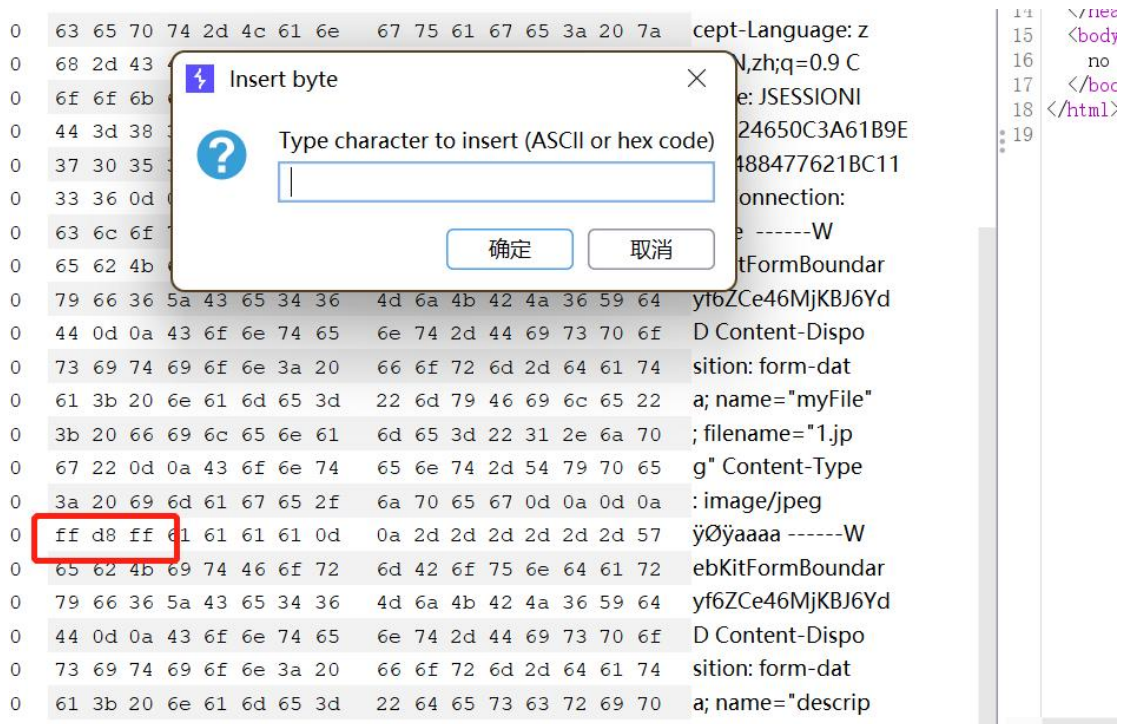 0 63 65 70 74 2d 4c 61 6e 67 75 61 67 65 3a 20 7a cept-Language: z 14
0 68 2d 43 N,zh;q=0.9 C 15 <body
0 6f 6f 6b e: JSESSIONI 16 no
0 44 3d 38 24650C3A61B9E 17
0 37 30 35 488477621BC11 18 </html>
0 33 36 0d onnection: 19
0 63 6c 6f ------W
0 65 62 4b tFormBoundar
Insert byte
Type character to insert (ASCII or hex code)
确定 取消
0 79 66 36 5a 43 65 34 36 4d 6a 4b 42 4a 36 59 64 yf6ZCe46MjKBJ6Yd
0 44 0d 0a 43 6f 6e 74 65 6e 74 2d 44 69 73 70 6f D Content-Dispo
0 73 69 74 69 6f 6e 3a 20 66 6f 72 6d 2d 64 61 74 sition: form-dat
0 61 3b 20 6e 61 6d 65 3d 22 6d 79 46 69 6c 65 22 a; name="myFile"
0 3b 20 66 69 6c 65 6e 61 6d 65 3d 22 31 2e 6a 70 ; filename="1.jp
0 67 22 0d 0a 43 6f 6e 74 65 6e 74 2d 54 79 70 65 g" Content-Type
0 3a 20 69 6d 61 67 65 2f 6a 70 65 67 0d 0a 0d 0a : image/jpeg
0 ff d8 ff 61 61 61 61 0d 0a 2d 2d 2d 2d 2d 2d 57 ÿØÿaaaa ------W
0 65 62 4b 69 74 46 6f 72 6d 42 6f 75 6e 64 61 72 ebKitFormBoundar
0 79 66 36 5a 43 65 34 36 4d 6a 4b 42 4a 36 59 64 yf6ZCe46MjKBJ6Yd
0 44 0d 0a 43 6f 6e 74 65 6e 74 2d 44 69 73 70 6f D Content-Dispo
0 73 69 74 69 6f 6e 3a 20 66 6f 72 6d 2d 64 61 74 sition: form-dat
0 61 3b 20 6e 61 6d 65 3d 22 64 65 73 63 72 69 70 a; name="descrip